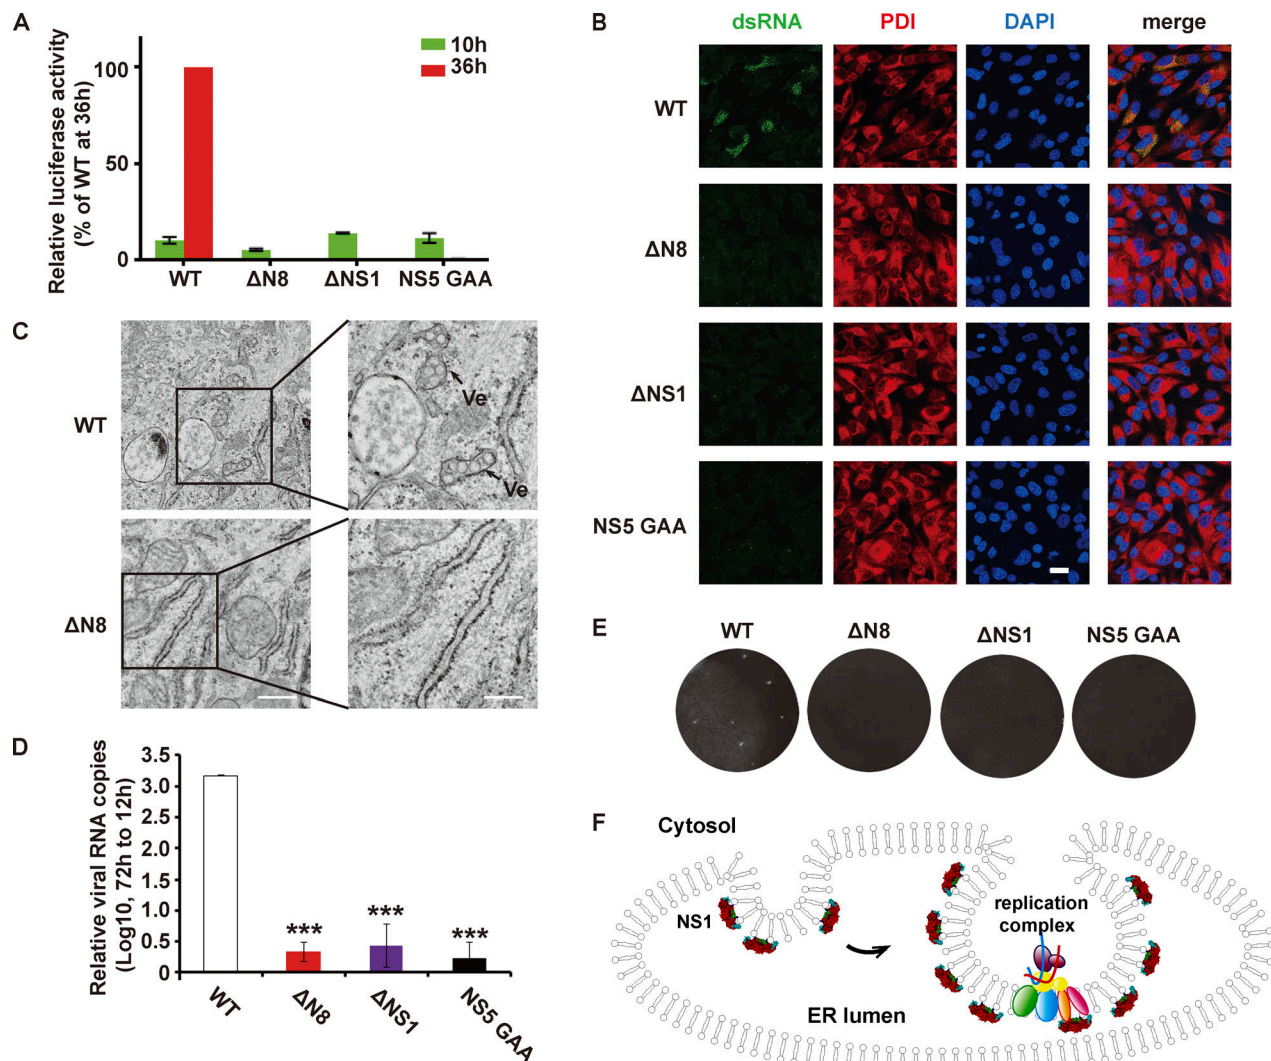 A
Relative luciferase activity
(% of WT at 36h)
100
50
0
10h
36h
WT ΔN8 ΔNS1 NS5 GAA
B
dsRNA PDI DAPI merge
WT
ΔN8
ΔNS1
NS5 GAA
C
WT
Ve
Ve
ΔN8
D
Relative viral RNA copies
(Log10, 72h to 12h)
3.5
3.0
2.5
2.0
1.5
1.0
0.5
0
*** *** ***
WT ΔN8 ΔNS1 NS5 GAA
E
WT ΔN8 ΔNS1 NS5 GAA
F
Cytosol
NS1
replication
complex
ER lumen